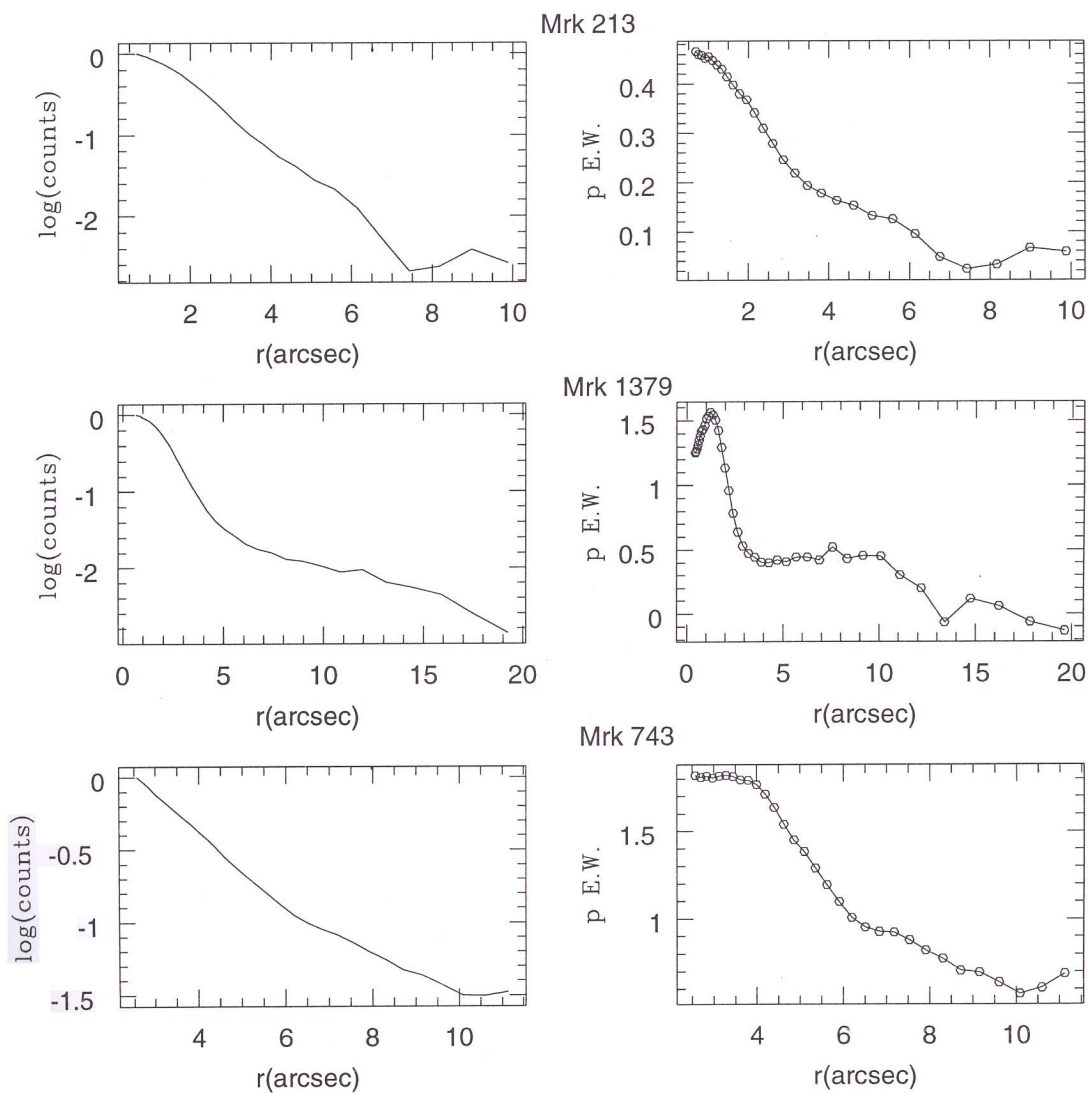 Mrk 213
0
-1
-2
log(counts)
2 4 6 8 10
r(arcsec)
0.4
0.3
0.2
0.1
p E.W.
2 4 6 8 10
r(arcsec)
Mrk 1379
0
-1
-2
log(counts)
0 5 10 15 20
r(arcsec)
1.5
1
0.5
0
p E.W.
0 5 10 15 20
r(arcsec)
Mrk 743
0
-0.5
-1
-1.5
log(counts)
4 6 8 10
r(arcsec)
1.5
1
p E.W.
4 6 8 10
r(arcsec)